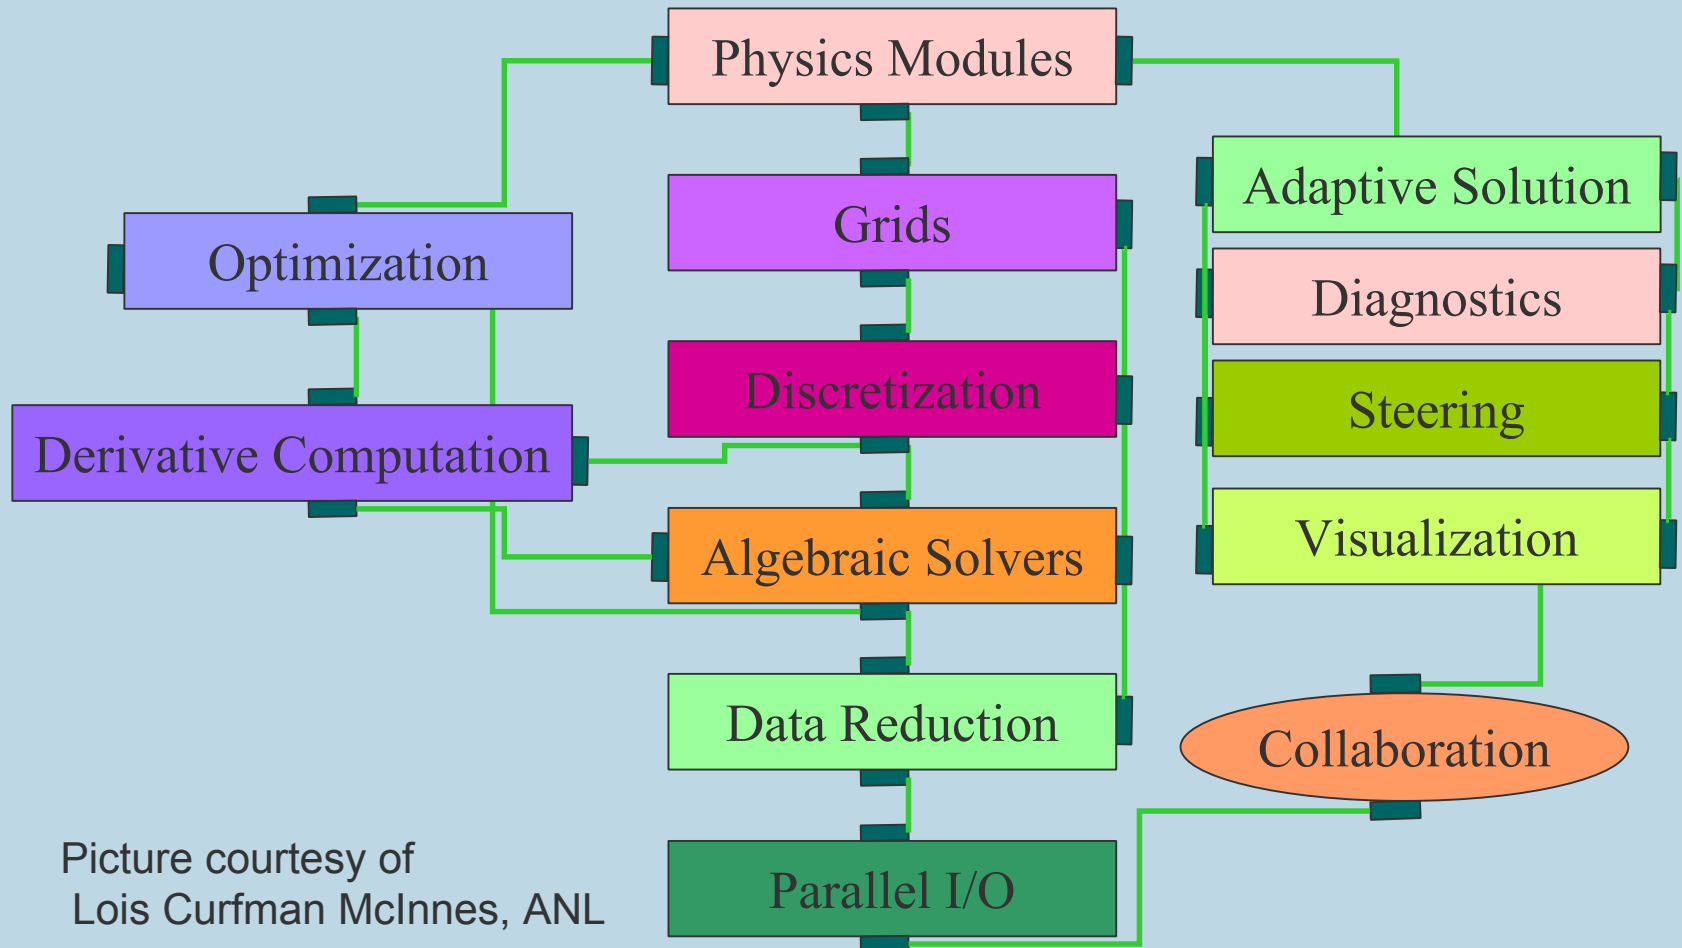 Physics Modules
Adaptive Solution
Grids
Optimization
Diagnostics
Discretization
Steering
Derivative Computation
Algebraic Solvers
Visualization
Data Reduction
Collaboration
Parallel I/O
Picture courtesy of
Lois Curfman McInnes, ANL